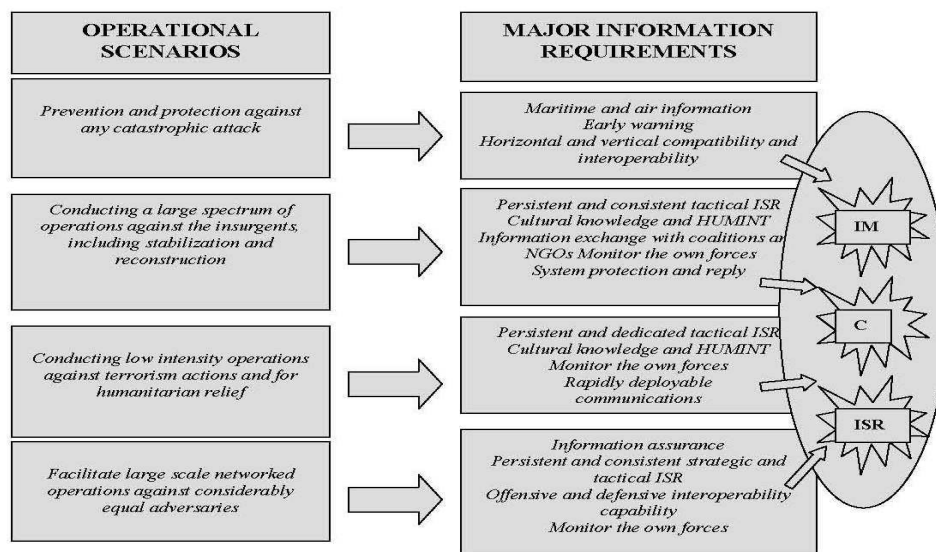 OPERATIONAL
SCENARIOS
MAJOR INFORMATION
REQUIREMENTS
Prevention and protection against
any catastrophic attack
Maritime and air information
Early warning
Horizontal and vertical compatibility and
interoperability
Conducting a large spectrum of
operations against the insurgents,
including stabilization and
reconstruction
Persistent and consistent tactical ISR
Cultural knowledge and HUMINT
Information exchange with coalitions
NGOs Monitor the own forces
System protection and reply
Conducting low intensity operations
against terrorism actions and for
humanitarian relief
Persistent and dedicated tactical ISR
Cultural knowledge and HUMINT
Monitor the own forces
Rapidly deployable
communications
Facilitate large scale networked
operations against considerably
equal adversaries
Information assurance
Persistent and consistent strategic and
tactical ISR
Offensive and defensive interoperability
capability
Monitor the own forces
IM
C
ISR